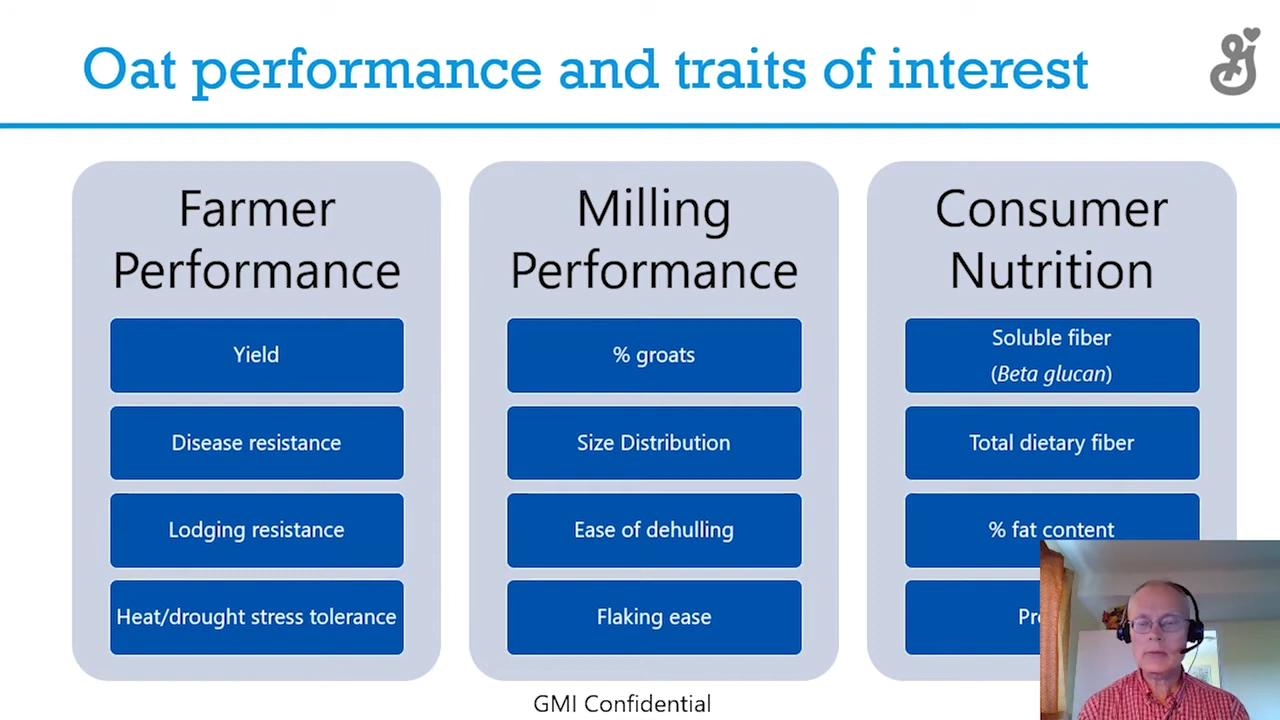 Oat performance and traits of interest
Farmer
Performance
Yield
Disease resistance
Lodging resistance
Heat/drought stress tolerance
Milling
Performance
% groats
Size Distribution
Ease of dehulling
Flaking ease
Consumer
Nutrition
Soluble fiber
(Beta glucan)
Total dietary fiber
% fat content
GMI Confidential